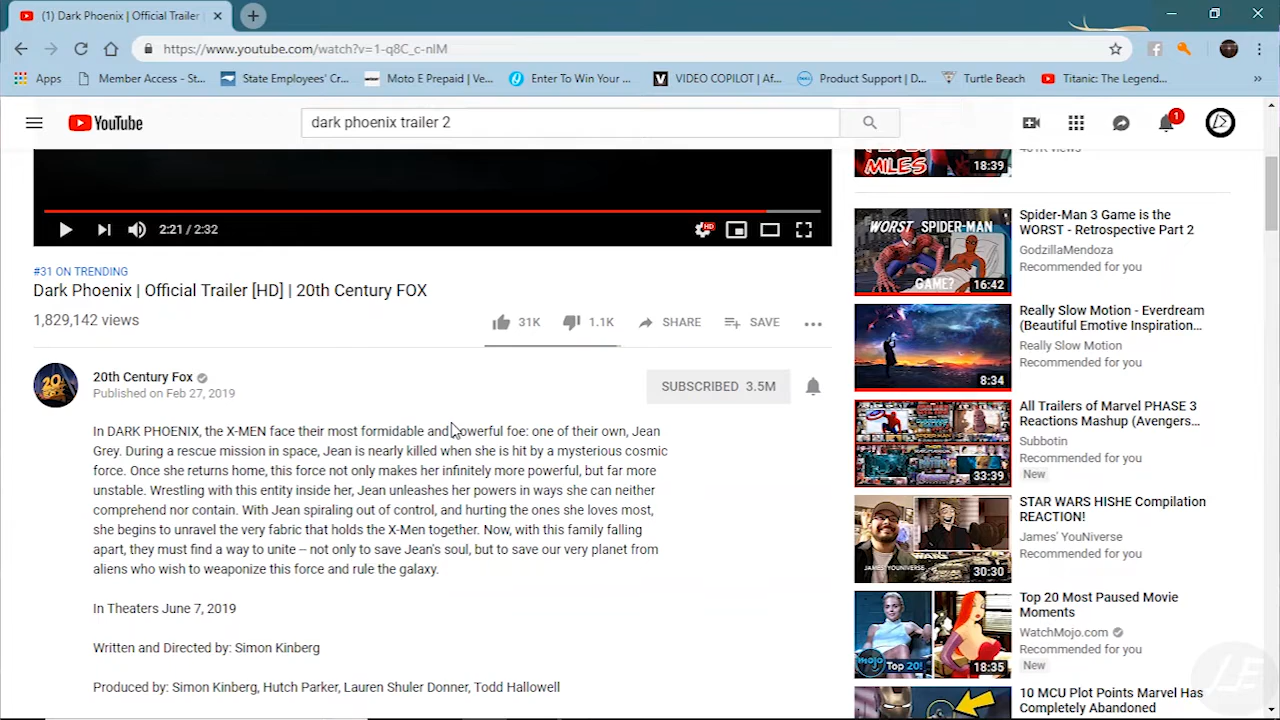 (1) Dark Phoenix | Official Trailer
https://www.youtube.com/watch?v=1-q8C_c-nlM
Apps Member Access - St... State Employees' Cr... Moto E Prepaid | Ve... Enter To Win Your ... VIDEO COPILOT | Af... Product Support | D... Turtle Beach Titanic: The Legend... »
YouTube dark phoenix trailer 2 1
MILES 18:39
2:21 / 2:32 HD
#31 ON TRENDING
Dark Phoenix | Official Trailer [HD] | 20th Century FOX
1,829,142 views
31K 1.1K SHARE SAVE
20th Century Fox
Published on Feb 27, 2019
SUBSCRIBED 3.5M
In DARK PHOENIX, the X-MEN face their most formidable and powerful foe: one of their own, Jean
Grey. During a rescue mission in space, Jean is nearly killed when she is hit by a mysterious cosmic
force. Once she returns home, this force not only makes her infinitely more powerful, but far more
unstable. Wrestling with this entity inside her, Jean unleashes her powers in ways she can neither
comprehend nor contain. With Jean spiraling out of control, and hurting the ones she loves most,
she begins to unravel the very fabric that holds the X-Men together. Now, with this family falling
apart, they must find a way to unite -- not only to save Jean's soul, but to save our very planet from
aliens who wish to weaponize this force and rule the galaxy.
In Theaters June 7, 2019
Written and Directed by: Simon Kinberg
Produced by: Simon Kinberg, Hutch Parker, Lauren Shuler Donner, Todd Hallowell
WORST SPIDER-MAN
GAME?
16:42
Spider-Man 3 Game is the
WORST - Retrospective Part 2
GodzillaMendoza
Recommended for you
8:34
Really Slow Motion - Everdream
(Beautiful Emotive Inspiration...
Really Slow Motion
Recommended for you
33:39
All Trailers of Marvel PHASE 3
Reactions Mashup (Avengers...
Subbotin
Recommended for you
New
JAMES' YOUNIVERSE
30:30
STAR WARS HISHE Compilation
REACTION!
James' YouNiverse
Recommended for you
mojo Top 20!
18:35
Top 20 Most Paused Movie
Moments
WatchMojo.com
Recommended for you
New
10 MCU Plot Points Marvel Has
Completely Abandoned
LE